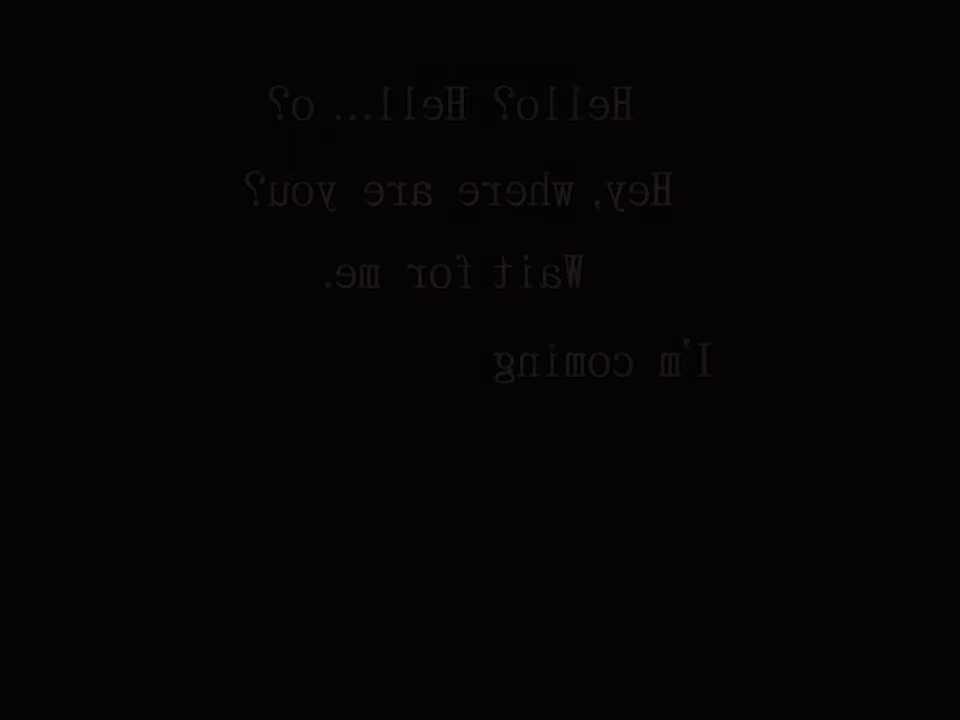 Hello? Hell... o?
Hey, where are you?
Wait for me.
I'm coming